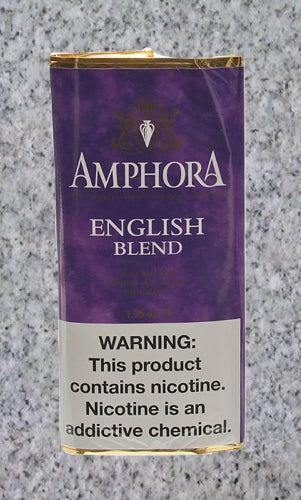 AMPHORA
ENGLISH
BLEND
WARNING:
This product
contains nicotine.
Nicotine is an
addictive chemical.